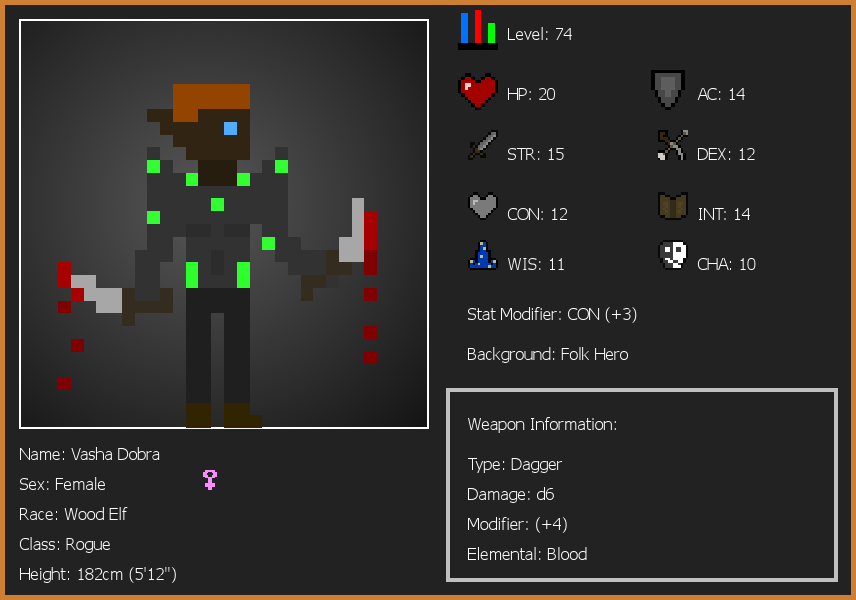 Level: 74
HP: 20
AC: 14
STR: 15
DEX: 12
CON: 12
INT: 14
WIS: 11
CHA: 10
Stat Modifier: CON (+3)
Background: Folk Hero
Weapon Information:
Type: Dagger
Damage: d6
Modifier: (+4)
Elemental: Blood
Name: Vasha Dobra
Sex: Female
Race: Wood Elf
Class: Rogue
Height: 182cm (5'12")